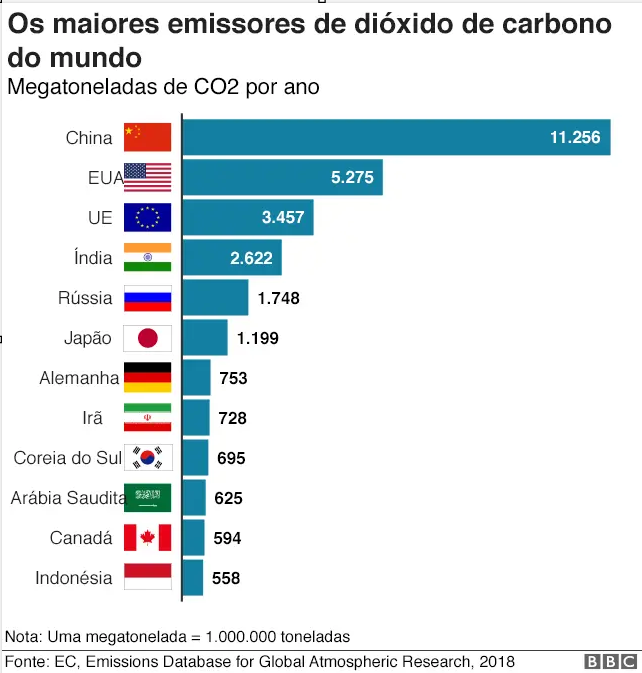 Os maiores emissores de dióxido de carbono
do mundo
Megatoneladas de CO2 por ano
China 11.256
EUA 5.275
UE 3.457
Índia 2.622
Rússia 1.748
Japão 1.199
Alemanha 753
Irã 728
Coreia do Sul 695
Arábia Saudita 625
Canadá 594
Indonésia 558
Nota: Uma megatonelada = 1.000.000 toneladas
Fonte: EC, Emissions Database for Global Atmospheric Research, 2018 BBC